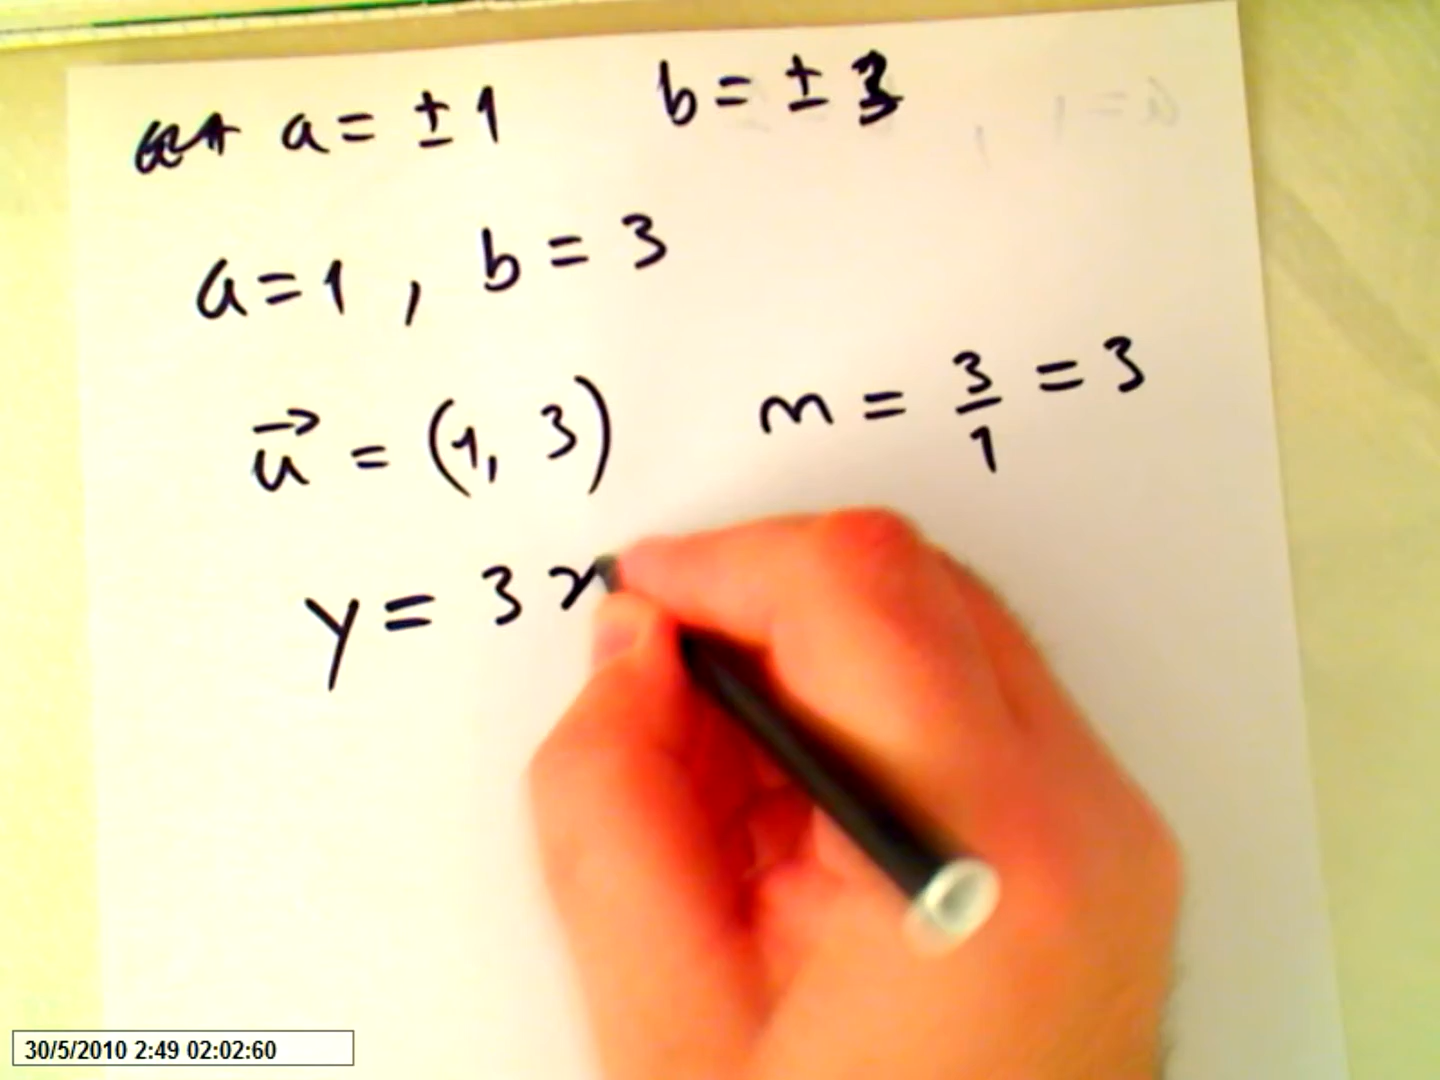 a = ± 1 b = ± 3
a = 1 , b = 3
u⃗ = (1, 3) m = 3/1 = 3
y = 3x
30/5/2010 2:49 02:02:60